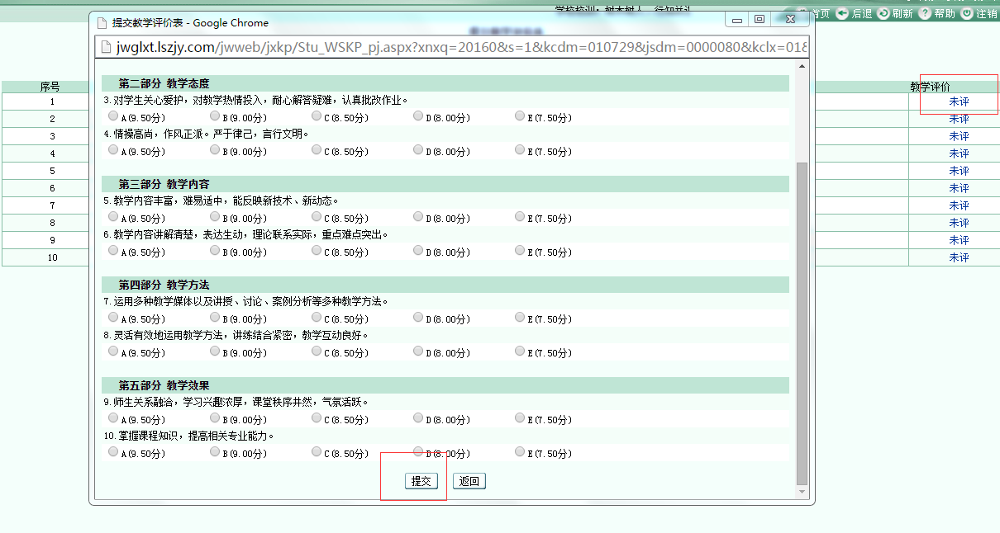 提交教学评价表 - Google Chrome
首页 后退 刷新 帮助 注销
jwglxt.lszjy.com/jwweb/jxkp/Stu_WSKP_pj.aspx?xnxq=20160&s=1&kcdm=010729&jsdm=0000080&kclx=018
序号 教学评价
1 未评
2 未评
3 未评
4 未评
5 未评
6 未评
7 未评
8 未评
9 未评
10 未评
第二部分 教学态度
3.对学生关心爱护，对教学热情投入，耐心解答疑难，认真批改作业。
A(9.50分) B(9.00分) C(8.50分) D(8.00分) E(7.50分)
4.情操高尚，作风正派。严于律己，言行文明。
A(9.50分) B(9.00分) C(8.50分) D(8.00分) E(7.50分)
第三部分 教学内容
5.教学内容丰富，难易适中，能反映新技术、新动态。
A(9.50分) B(9.00分) C(8.50分) D(8.00分) E(7.50分)
6.教学内容讲解清楚，表达生动，理论联系实际，重点难点突出。
A(9.50分) B(9.00分) C(8.50分) D(8.00分) E(7.50分)
第四部分 教学方法
7.运用多种教学媒体以及讲授、讨论、案例分析等多种教学方法。
A(9.50分) B(9.00分) C(8.50分) D(8.00分) E(7.50分)
8.灵活有效地运用教学方法，讲练结合紧密，教学互动良好。
A(9.50分) B(9.00分) C(8.50分) D(8.00分) E(7.50分)
第五部分 教学效果
9.师生关系融洽，学习兴趣浓厚，课堂秩序井然，气氛活跃。
A(9.50分) B(9.00分) C(8.50分) D(8.00分) E(7.50分)
10.掌握课程知识，提高相关专业能力。
A(9.50分) B(9.00分) C(8.50分) D(8.00分) E(7.50分)
提交 返回